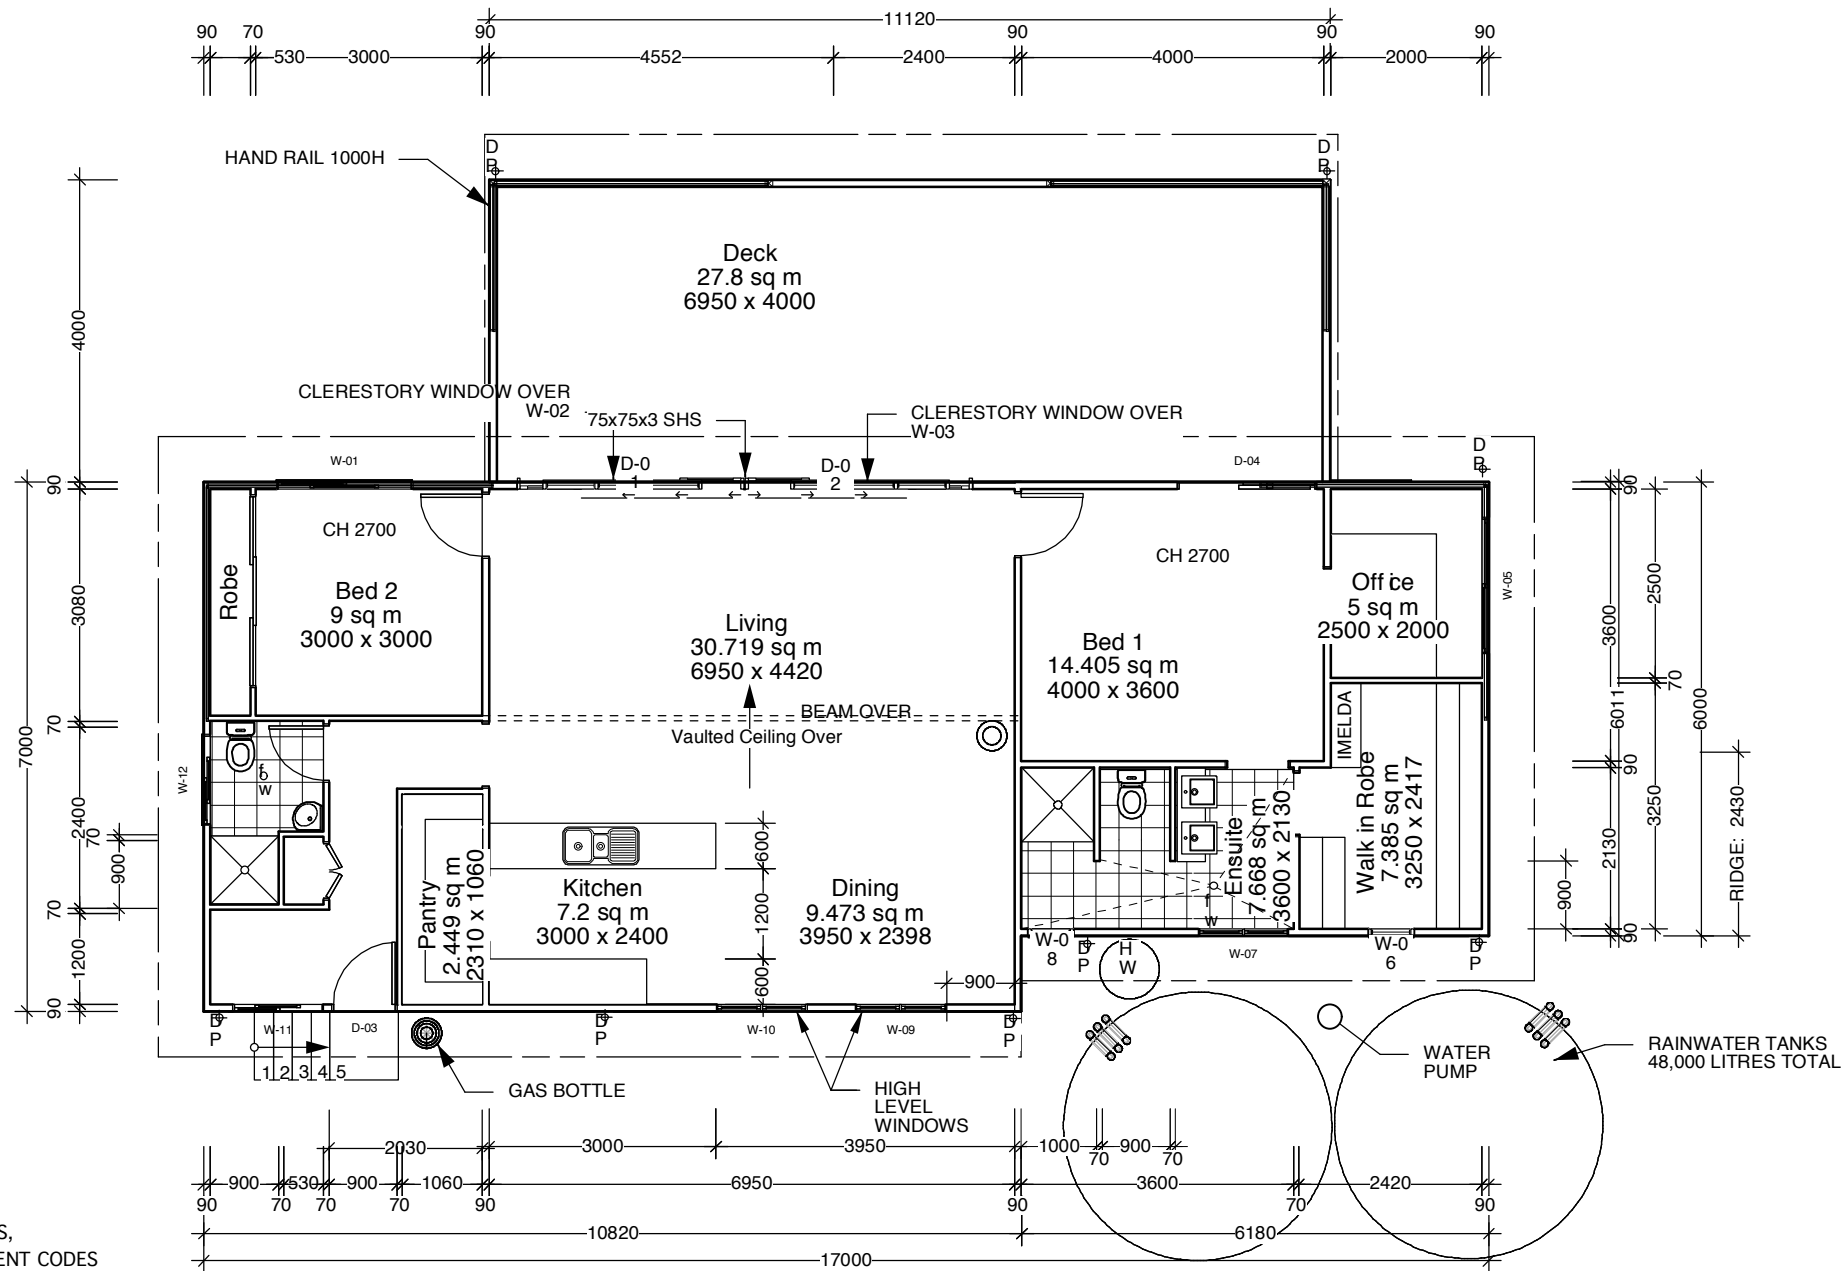 11120
90 70 90 90 90 90
530 3000 4552 2400 4000 2000
HAND RAIL 1000H
D
P
D
P
Deck
27.8 sq m
6950 x 4000
4000
CLERESTORY WINDOW OVER
W-02
75x75x3 SHS
CLERESTORY WINDOW OVER
W-03
W-01
D-0
1
D-0
2
D-04
D
P
CH 2700
Robe
Bed 2
9 sq m
3000 x 3000
Living
30.719 sq m
6950 x 4420
CH 2700
Bed 1
14.405 sq m
4000 x 3600
Office
5 sq m
2500 x 2000
W-05
BEAM OVER
Vaulted Ceiling Over
IMELDA
Walk in Robe
7.385 sq m
3250 x 2417
Ensuite
7.668 sq m
3600 x 2130
f
w
W-12
f
w
Pantry
2.449 sq m
2310 x 1060
Kitchen
7.2 sq m
3000 x 2400
Dining
9.473 sq m
3950 x 2398
600
1200
600
900
7000
90
3080
70
2400
70
900
70
1200
90
90
3600
90
2130
90
6011
2500
70
3250
6000
900
RIDGE: 2430
W-0
8
D
P
H
W
W-07
W-0
6
D
P
D
P
W-11
D-03
D
P
W-10
W-09
D
P
1 2 3 4 5
GAS BOTTLE
HIGH
LEVEL
WINDOWS
WATER
PUMP
RAINWATER TANKS
48,000 LITRES TOTAL
2030 3000 3950 1000 900
70 70
900 530 900 1060 6950 3600 2420
90 70 70 70 90 90 70 90
10820 6180
17000
S,
ENT CODES